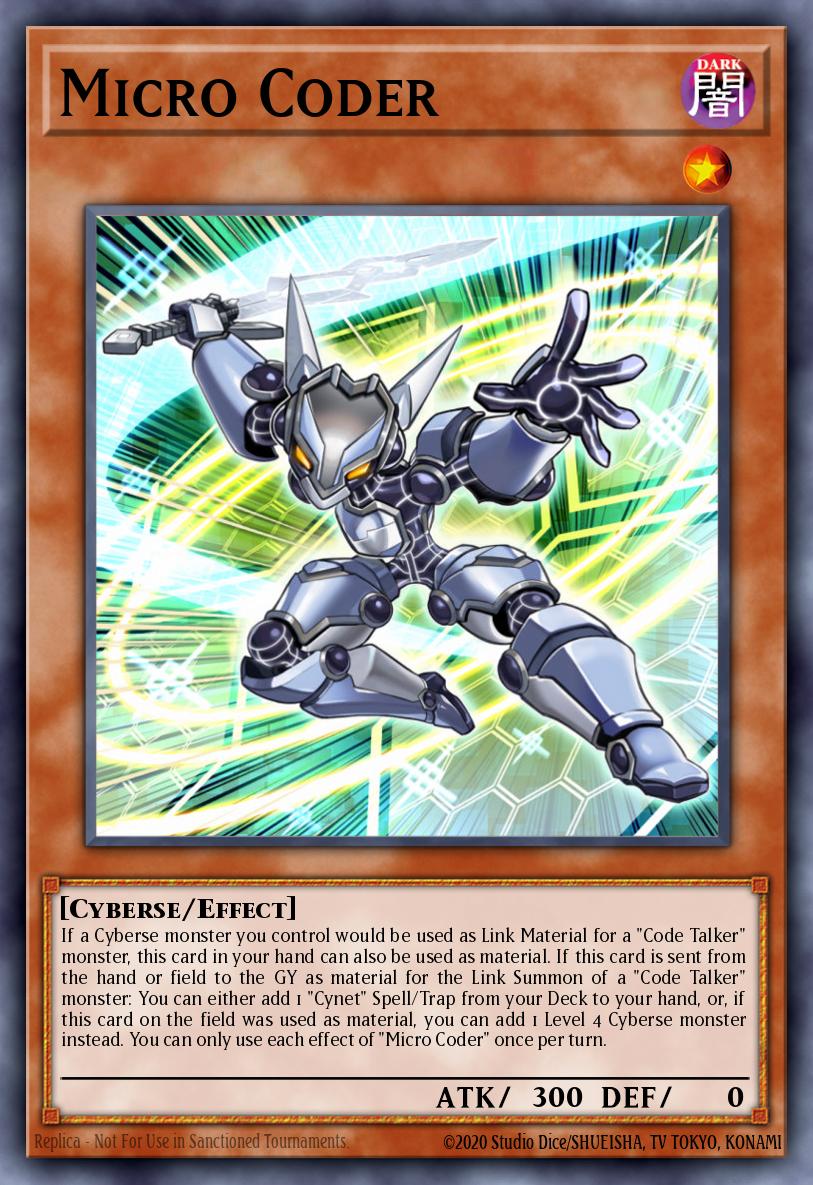 Micro Coder
DARK
闇
[Cyberse/Effect]
If a Cyberse monster you control would be used as Link Material for a "Code Talker"
monster, this card in your hand can also be used as material. If this card is sent from
the hand or field to the GY as material for the Link Summon of a "Code Talker"
monster: You can either add 1 "Cynet" Spell/Trap from your Deck to your hand, or, if
this card on the field was used as material, you can add 1 Level 4 Cyberse monster
instead. You can only use each effect of "Micro Coder" once per turn.
ATK/ 300 DEF/ 0
Replica - Not For Use in Sanctioned Tournaments.
©2020 Studio Dice/SHUEISHA, TV TOKYO, KONAMI